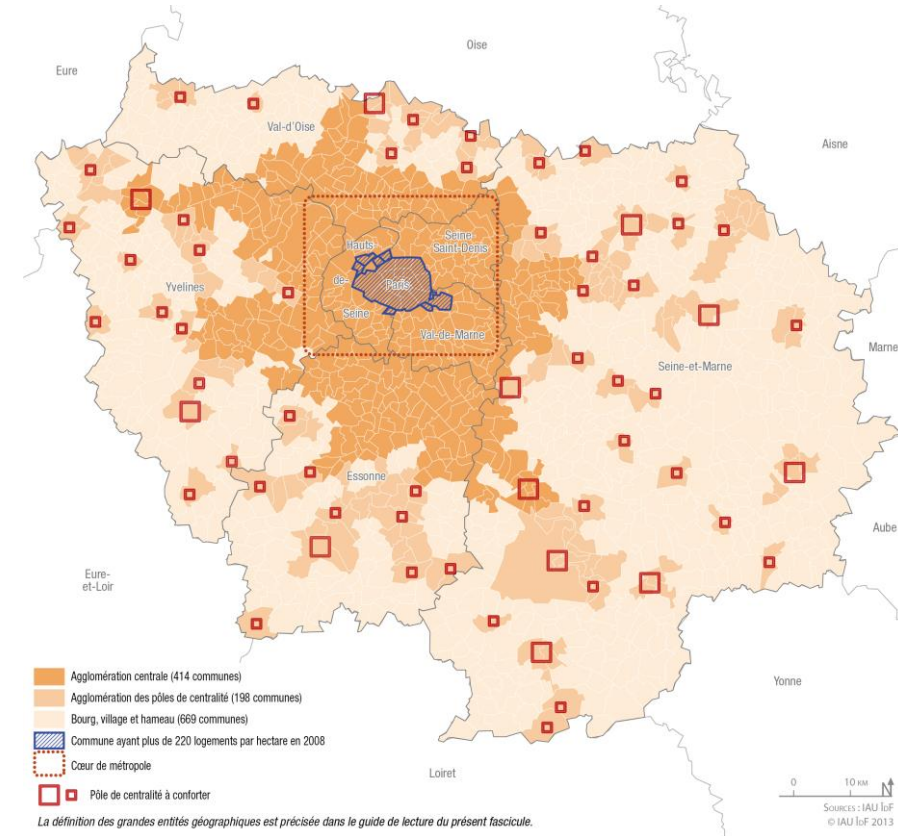 Oise
Eure
Val-d'Oise
Aisne
Hauts-
Seine
Saint-Denis
de-
Paris
Yvelines
Seine
Val-de-Marne
Marne
Seine-et-Marne
Essonne
Aube
Eure-
et-Loir
Yonne
Loiret
Agglomération centrale (414 communes)
Agglomération des pôles de centralité (198 communes)
Bourg, village et hameau (669 communes)
Commune ayant plus de 220 logements par hectare en 2008
Cœur de métropole
Pôle de centralité à conforter
La définition des grandes entités géographiques est précisée dans le guide de lecture du présent fascicule.
0 10 KM N
SOURCES : IAU IDF
© IAU IDF 2013